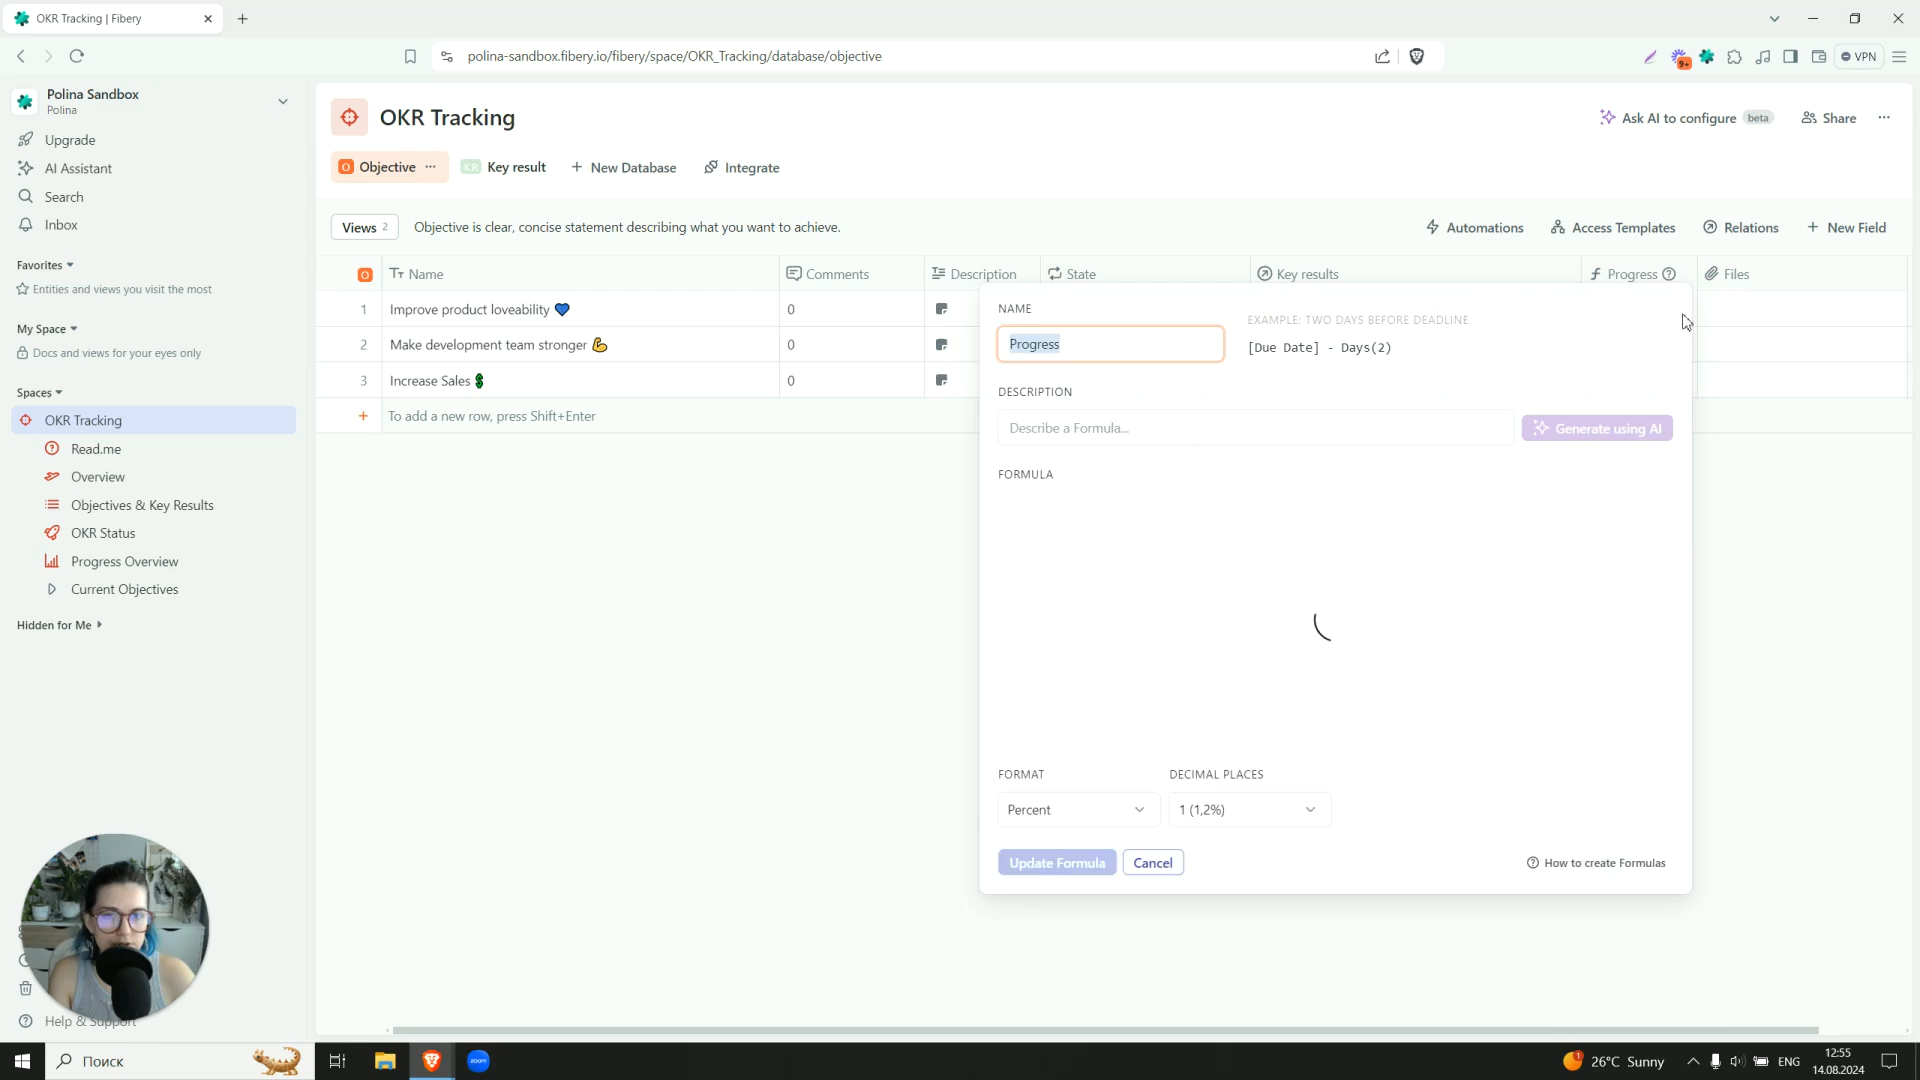 OKR Tracking | Fibery
polina-sandbox.fibery.io/fibery/space/OKR_Tracking/database/objective
9+
VPN
Polina Sandbox
Polina
Upgrade
AI Assistant
Search
Inbox
Favorites
Entities and views you visit the most
My Space
Docs and views for your eyes only
Spaces
OKR Tracking
Read.me
Overview
Objectives & Key Results
OKR Status
Progress Overview
Current Objectives
Hidden for Me
Help & Support
OKR Tracking
Ask AI to configure beta
Share
O Objective
KR Key result
New Database
Integrate
Views 2
Objective is clear, concise statement describing what you want to achieve.
Automations
Access Templates
Relations
New Field
O
Name
Comments
Description
State
Key results
Progress
Files
1 Improve product loveability 💙 0
2 Make development team stronger 💪 0
3 Increase Sales 💲 0
+ To add a new row, press Shift+Enter
NAME
Progress
EXAMPLE: TWO DAYS BEFORE DEADLINE
[Due Date] - Days(2)
DESCRIPTION
Describe a Formula...
Generate using AI
FORMULA
FORMAT
Percent
DECIMAL PLACES
1 (1,2%)
Update Formula
Cancel
How to create Formulas
Поиск
zoom
1
26°C Sunny
ENG
12:55
14.08.2024